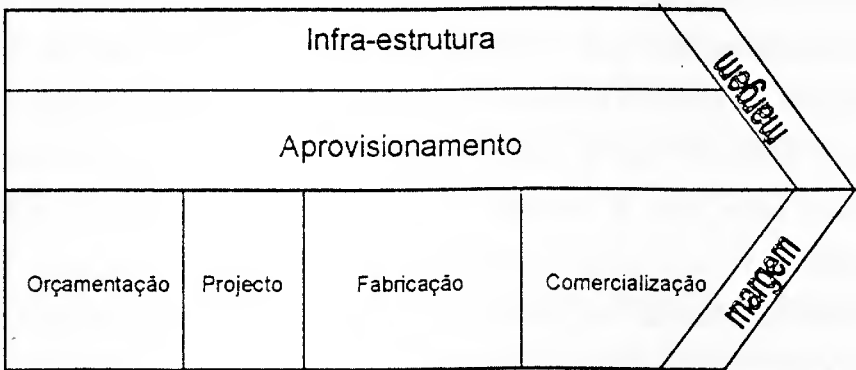 Infra-estrutura
margem
Aprovisionamento
Orçamentação
Projecto
Fabricação
Comercialização
margem